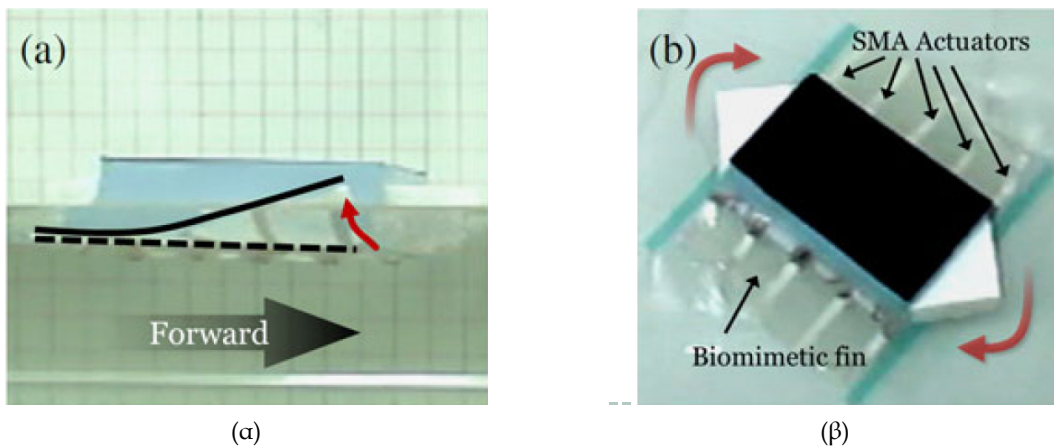 (a)
Forward
(b)
SMA Actuators
Biomimetic fin
(α)
(β)